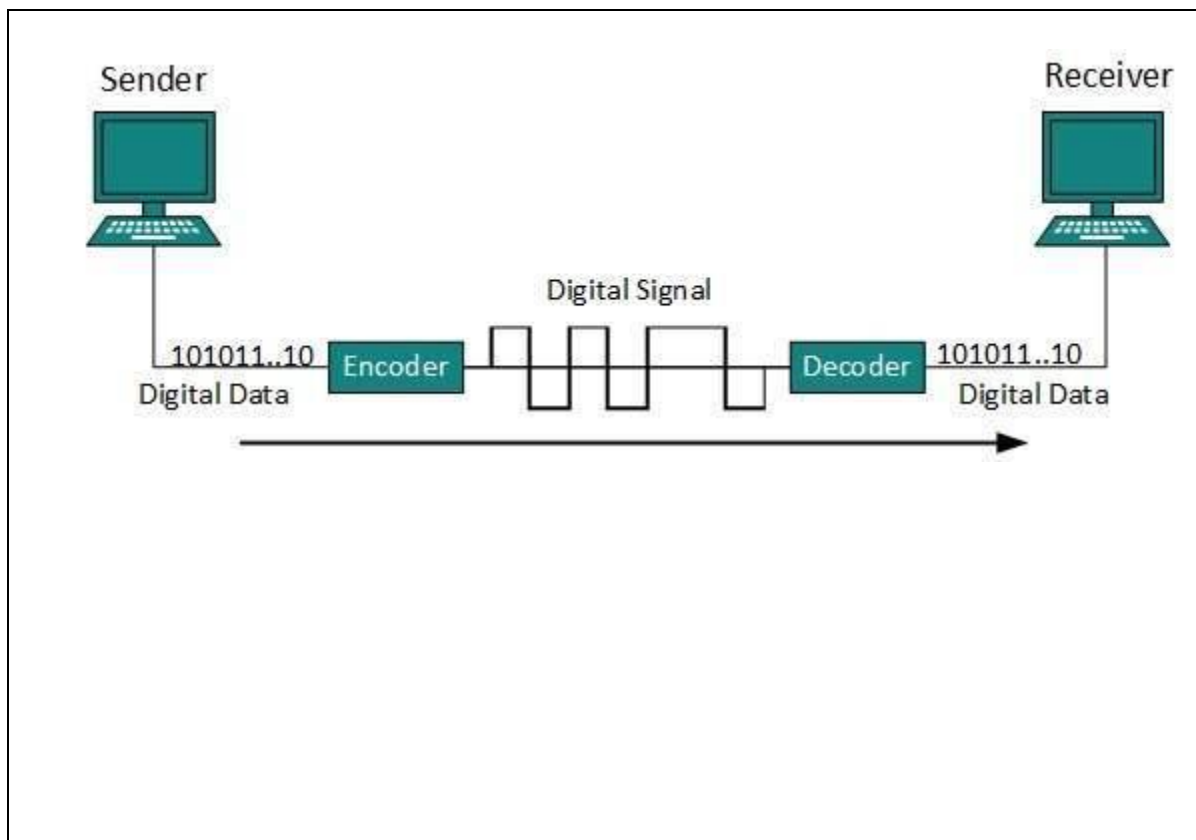 Sender
Receiver
Digital Signal
101011..10
Encoder
Decoder
101011..10
Digital Data
Digital Data